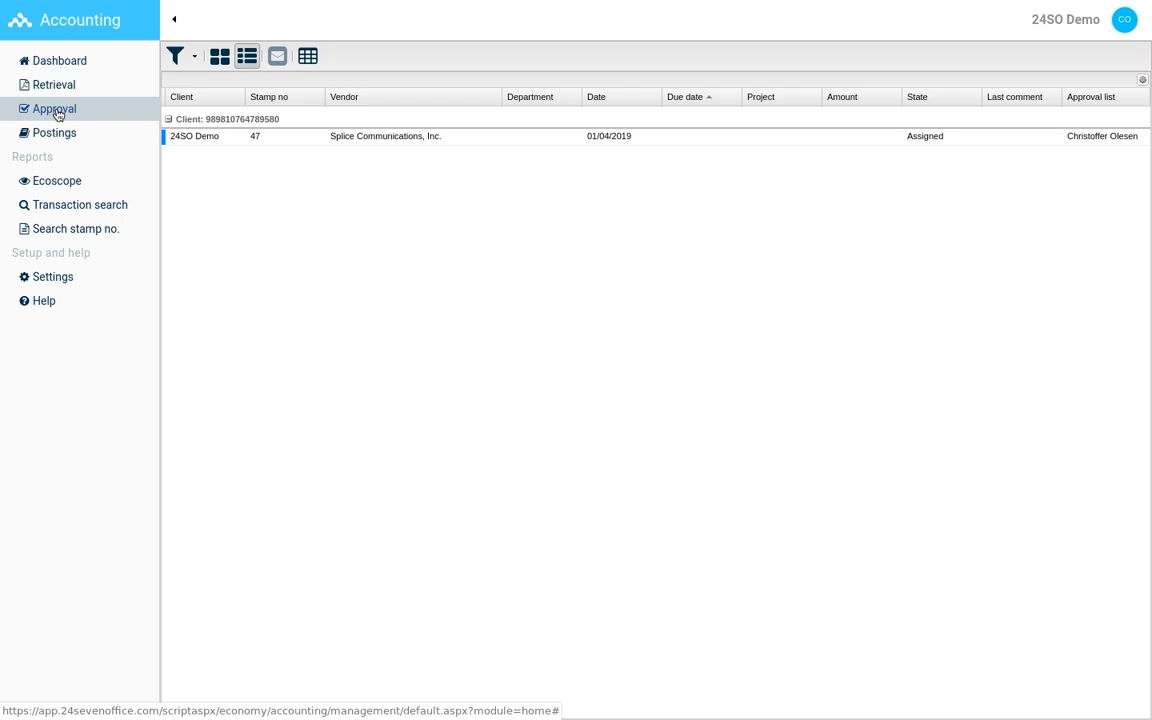 Accounting
24SO Demo
CO
Dashboard
Retrieval
Approval
Postings
Reports
Ecoscope
Transaction search
Search stamp no.
Setup and help
Settings
Help
Client Stamp no Vendor Department Date Due date Project Amount State Last comment Approval list
Client: 989810764789580
24SO Demo 47 Splice Communications, Inc. 01/04/2019 Assigned Christoffer Olesen
https://app.24sevenoffice.com/scriptaspx/economy/accounting/management/default.aspx?module=home#